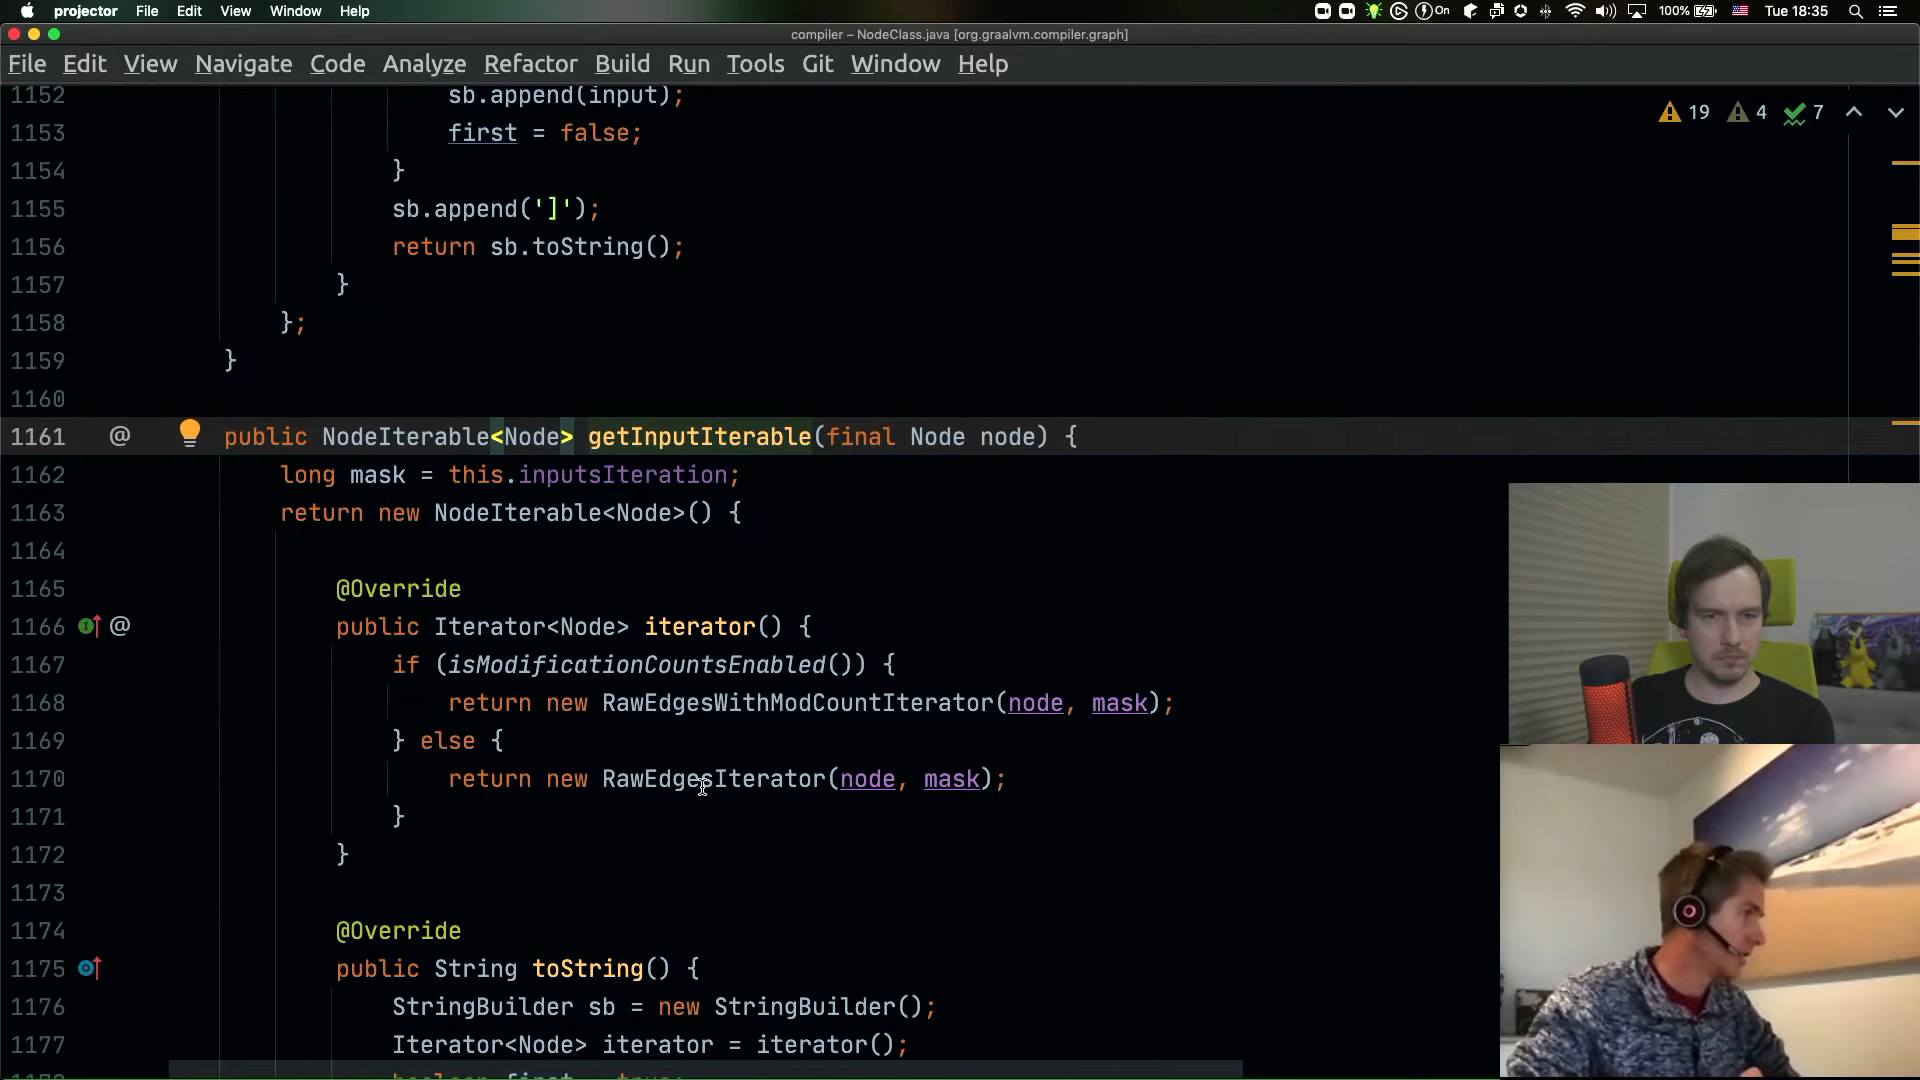 projector File Edit View Window Help
On 100% Tue 18:35
compiler – NodeClass.java [org.graalvm.compiler.graph]
File Edit View Navigate Code Analyze Refactor Build Run Tools Git Window Help
19 4 7
1152 sb.append(input);
1153 first = false;
1154 }
1155 sb.append(']');
1156 return sb.toString();
1157 }
1158 };
1159 }
1160
1161 @ public NodeIterable<Node> getInputIterable(final Node node) {
1162 long mask = this.inputsIteration;
1163 return new NodeIterable<Node>() {
1164
1165 @Override
1166 @ public Iterator<Node> iterator() {
1167 if (isModificationCountsEnabled()) {
1168 return new RawEdgesWithModCountIterator(node, mask);
1169 } else {
1170 return new RawEdgesIterator(node, mask);
1171 }
1172 }
1173
1174 @Override
1175 public String toString() {
1176 StringBuilder sb = new StringBuilder();
1177 Iterator<Node> iterator = iterator();